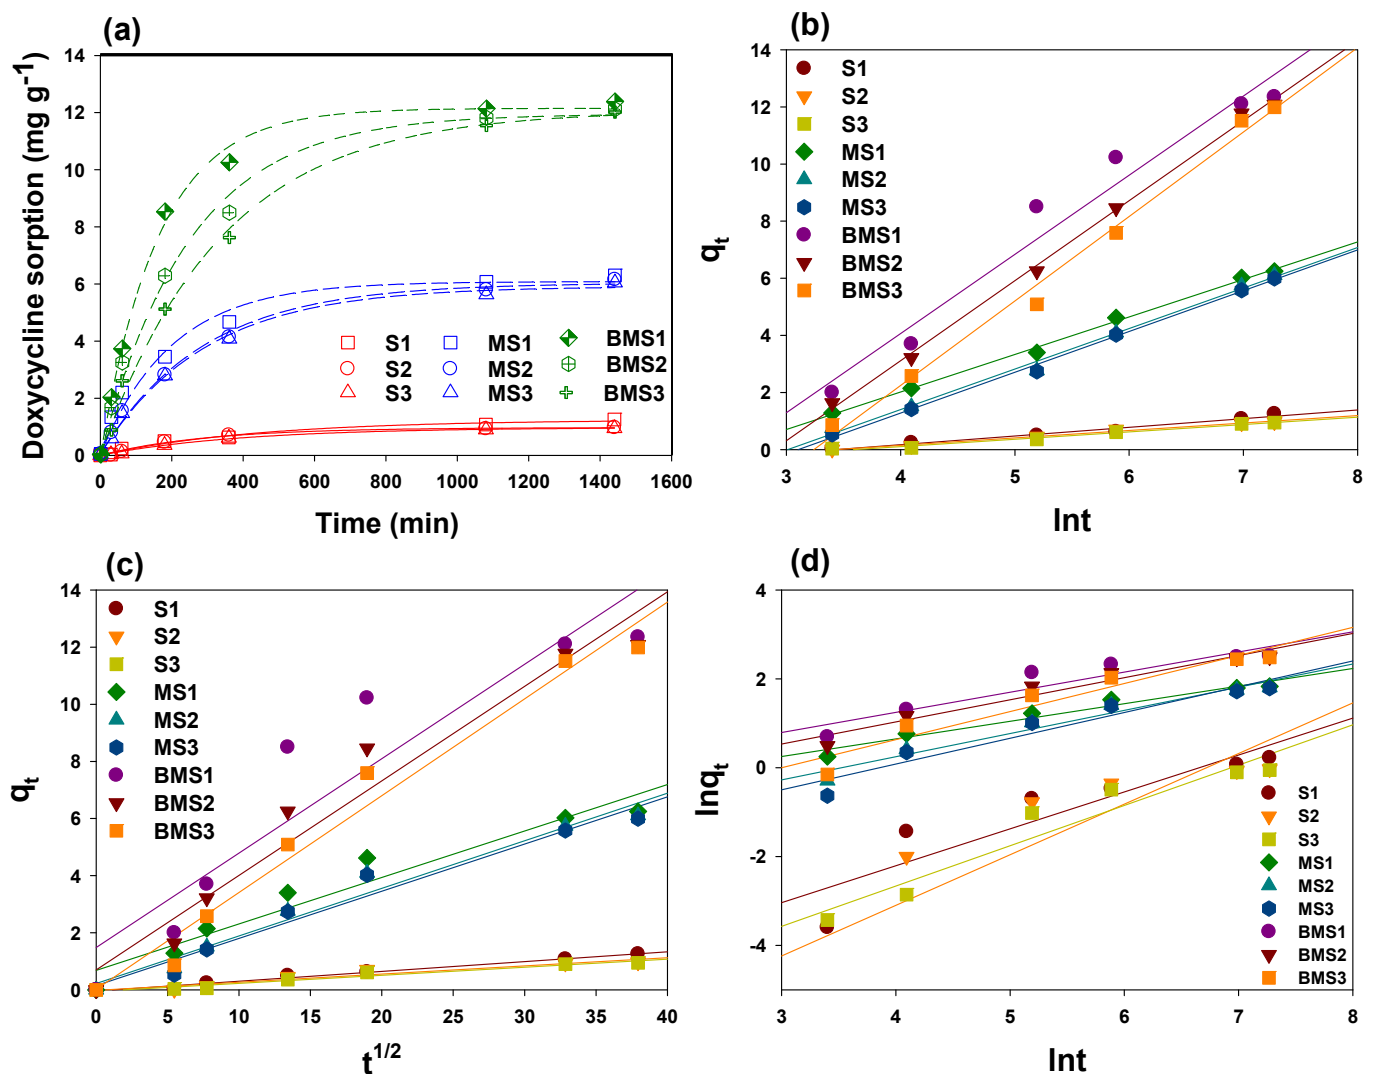 (a)
Doxycycline sorption (mg g-1)
14
12
10
8
6
4
2
0
0 200 400 600 800 1000 1200 1400 1600
Time (min)
S1
S2
S3
MS1
MS2
MS3
BMS1
BMS2
BMS3
(b)
qt
14
12
10
8
6
4
2
0
3 4 5 6 7 8
lnt
S1
S2
S3
MS1
MS2
MS3
BMS1
BMS2
BMS3
(c)
qt
14
12
10
8
6
4
2
0
0 5 10 15 20 25 30 35 40
t1/2
S1
S2
S3
MS1
MS2
MS3
BMS1
BMS2
BMS3
(d)
lnqt
4
2
0
-2
-4
3 4 5 6 7 8
lnt
S1
S2
S3
MS1
MS2
MS3
BMS1
BMS2
BMS3